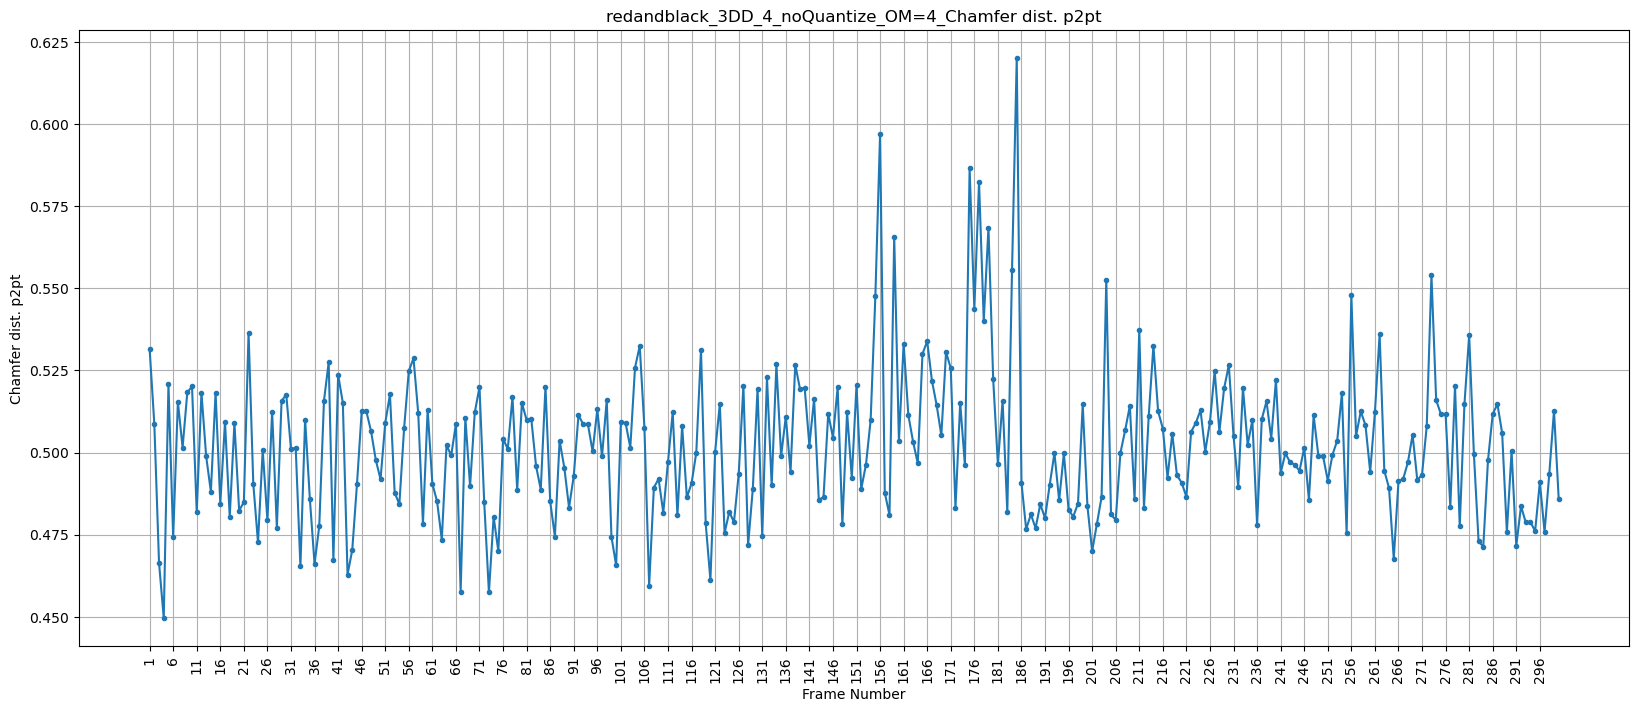 redandblack_3DD_4_noQuantize_OM=4_Chamfer dist. p2pt
Chamfer dist. p2pt
0.625
0.600
0.575
0.550
0.525
0.500
0.475
0.450
1 6 11 16 21 26 31 36 41 46 51 56 61 66 71 76 81 86 91 96 101 106 111 116 121 126 131 136 141 146 151 156 161 166 171 176 181 186 191 196 201 206 211 216 221 226 231 236 241 246 251 256 261 266 271 276 281 286 291 296
Frame Number